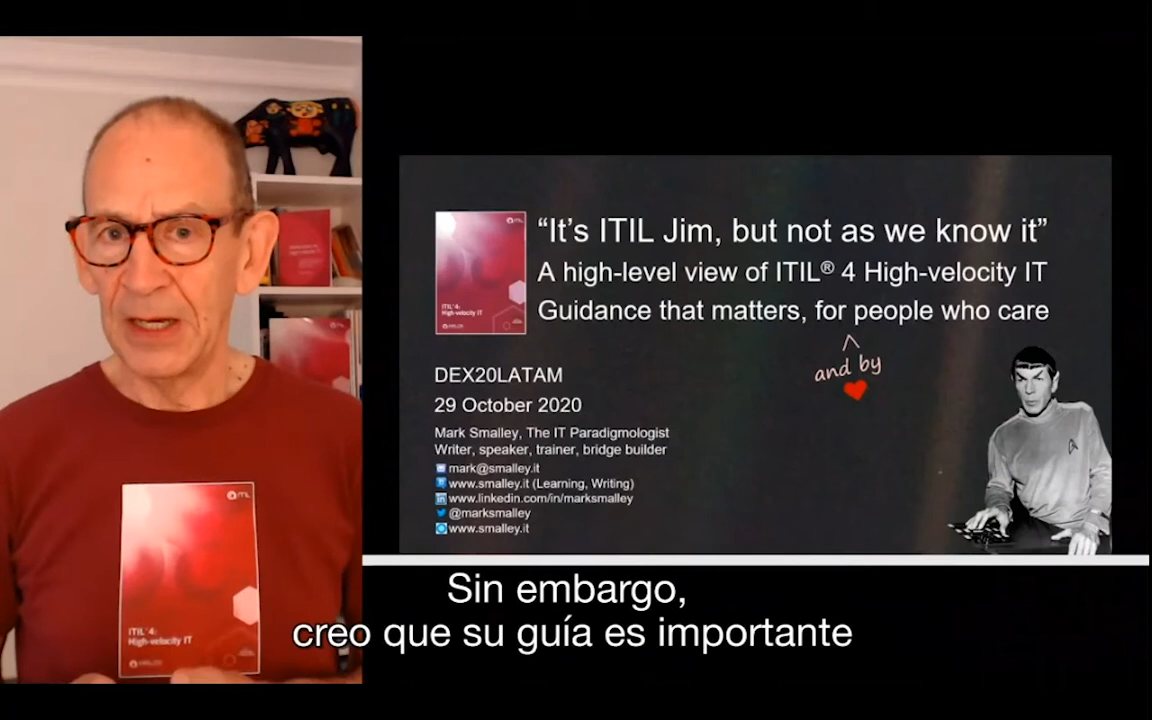 “It’s ITIL Jim, but not as we know it”
A high-level view of ITIL® 4 High-velocity IT
Guidance that matters, for people who care
and by
ITIL
ITIL® 4:
High-velocity IT
AXELOS
DEX20LATAM
29 October 2020
Mark Smalley, The IT Paradigmologist
Writer, speaker, trainer, bridge builder
mark@smalley.it
www.smalley.it (Learning, Writing)
www.linkedin.com/in/marksmalley
@marksmalley
www.smalley.it
ITIL
ITIL® 4:
High-velocity IT
AXELOS
Sin embargo,
creo que su guía es importante